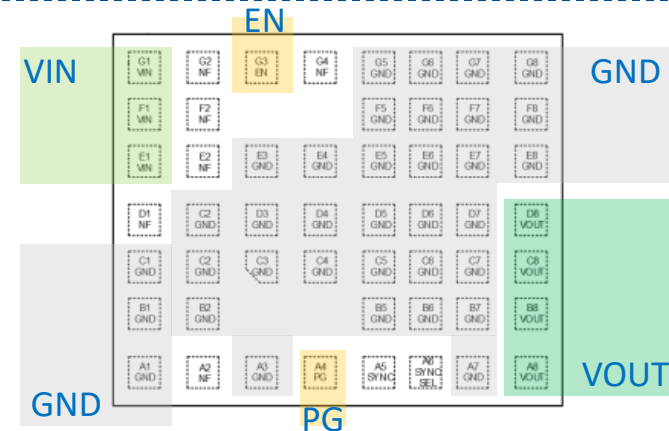 EN
VIN
GND
G1
VIN
G2
NF
G3
EN
G4
NF
G5
GND
G6
GND
G7
GND
G8
GND
F1
VIN
F2
NF
F5
GND
F6
GND
F7
GND
F8
GND
E1
VIN
E2
NF
E3
GND
E4
GND
E5
GND
E6
GND
E7
GND
E8
GND
D1
NF
C2
GND
D3
GND
D4
GND
D5
GND
D6
GND
D7
GND
D8
VOUT
C1
GND
C2
GND
C3
GND
C4
GND
C5
GND
C6
GND
C7
GND
C8
VOUT
B1
GND
B2
GND
B5
GND
B6
GND
B7
GND
B8
VOUT
A1
GND
A2
NF
A3
GND
A4
PG
A5
SYNC
A6
SYNC
SEL
A7
GND
A8
VOUT
VOUT
GND
PG